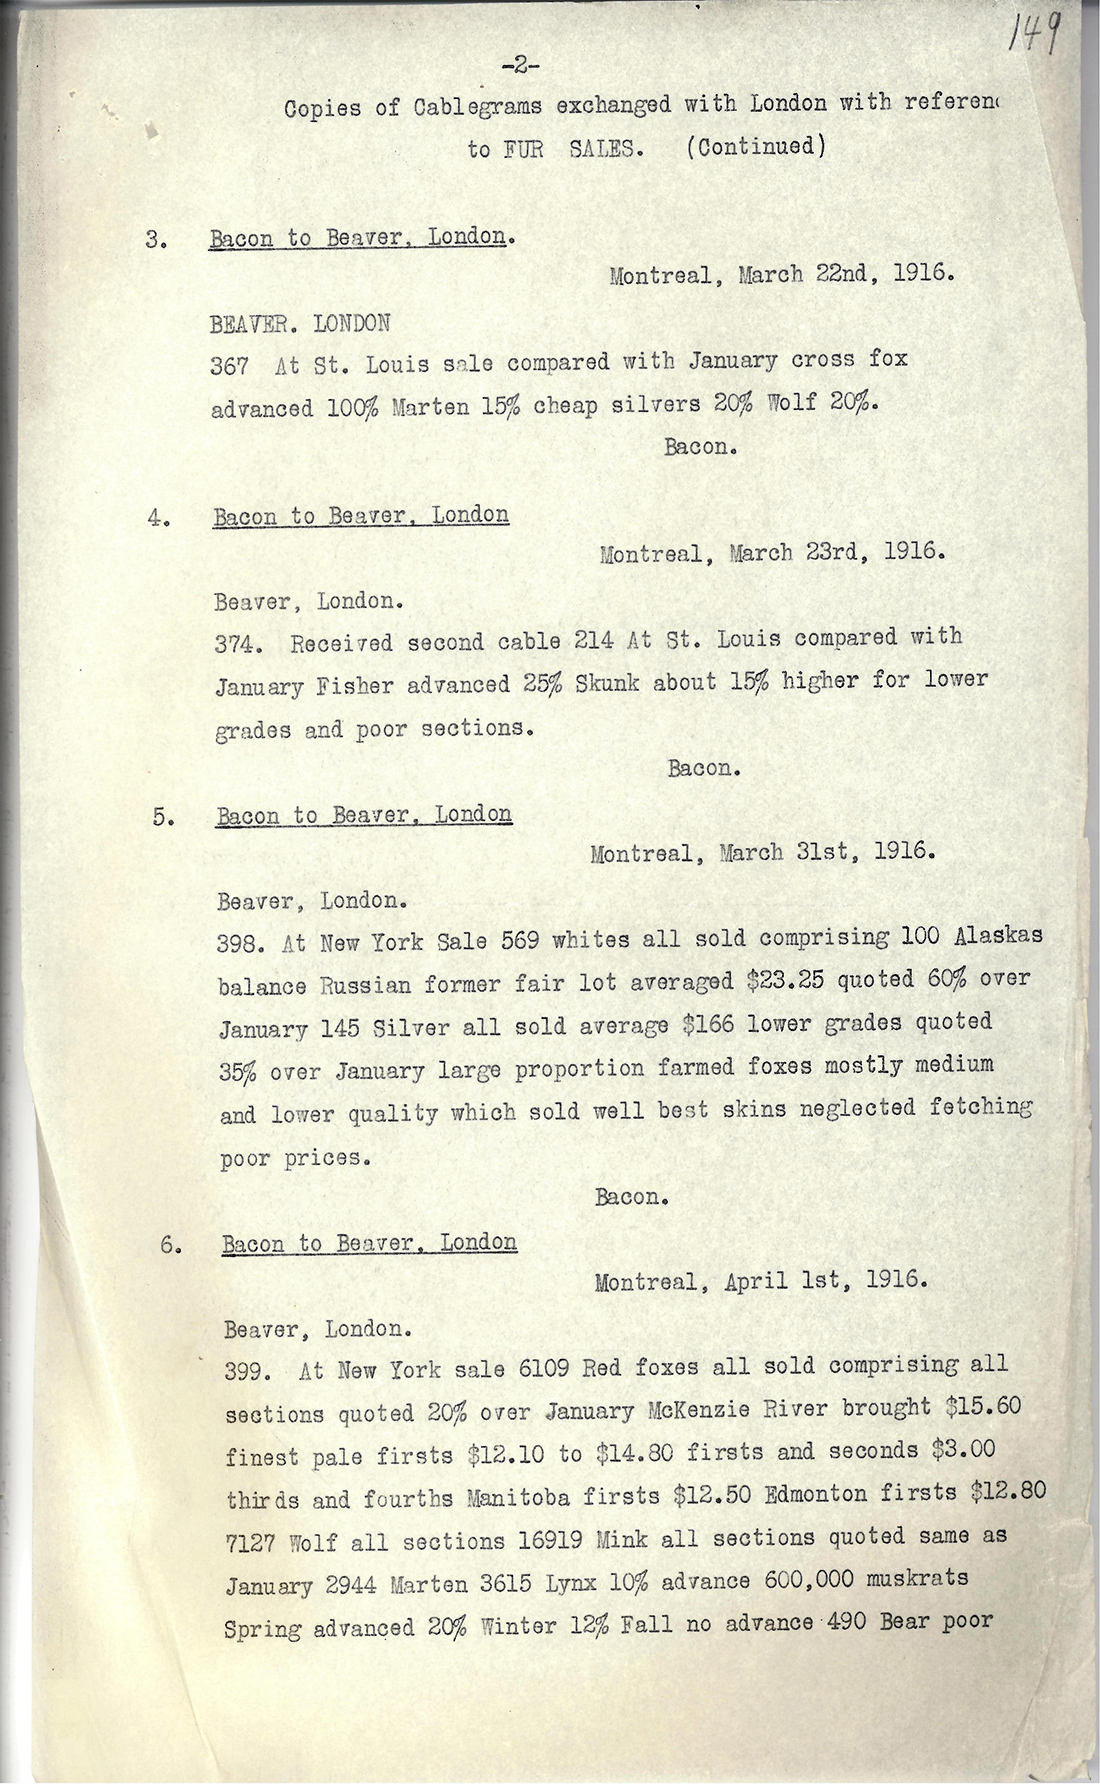 149
-2-
Copies of Cablegrams exchanged with London with referenc
to FUR SALES. (Continued)
3. Bacon to Beaver, London.
Montreal, March 22nd, 1916.
BEAVER. LONDON
367 At St. Louis sale compared with January cross fox
advanced 100% Marten 15% cheap silvers 20% Wolf 20%.
Bacon.
4. Bacon to Beaver, London
Montreal, March 23rd, 1916.
Beaver, London.
374. Received second cable 214 At St. Louis compared with
January Fisher advanced 25% Skunk about 15% higher for lower
grades and poor sections.
Bacon.
5. Bacon to Beaver, London
Montreal, March 31st, 1916.
Beaver, London.
398. At New York Sale 569 whites all sold comprising 100 Alaskas
balance Russian former fair lot averaged $23.25 quoted 60% over
January 145 Silver all sold average $166 lower grades quoted
35% over January large proportion farmed foxes mostly medium
and lower quality which sold well best skins neglected fetching
poor prices.
Bacon.
6. Bacon to Beaver, London
Montreal, April 1st, 1916.
Beaver, London.
399. At New York sale 6109 Red foxes all sold comprising all
sections quoted 20% over January McKenzie River brought $15.60
finest pale firsts $12.10 to $14.80 firsts and seconds $3.00
thirds and fourths Manitoba firsts $12.50 Edmonton firsts $12.80
7127 Wolf all sections 16919 Mink all sections quoted same as
January 2944 Marten 3615 Lynx 10% advance 600,000 muskrats
Spring advanced 20% Winter 12% Fall no advance 490 Bear poor